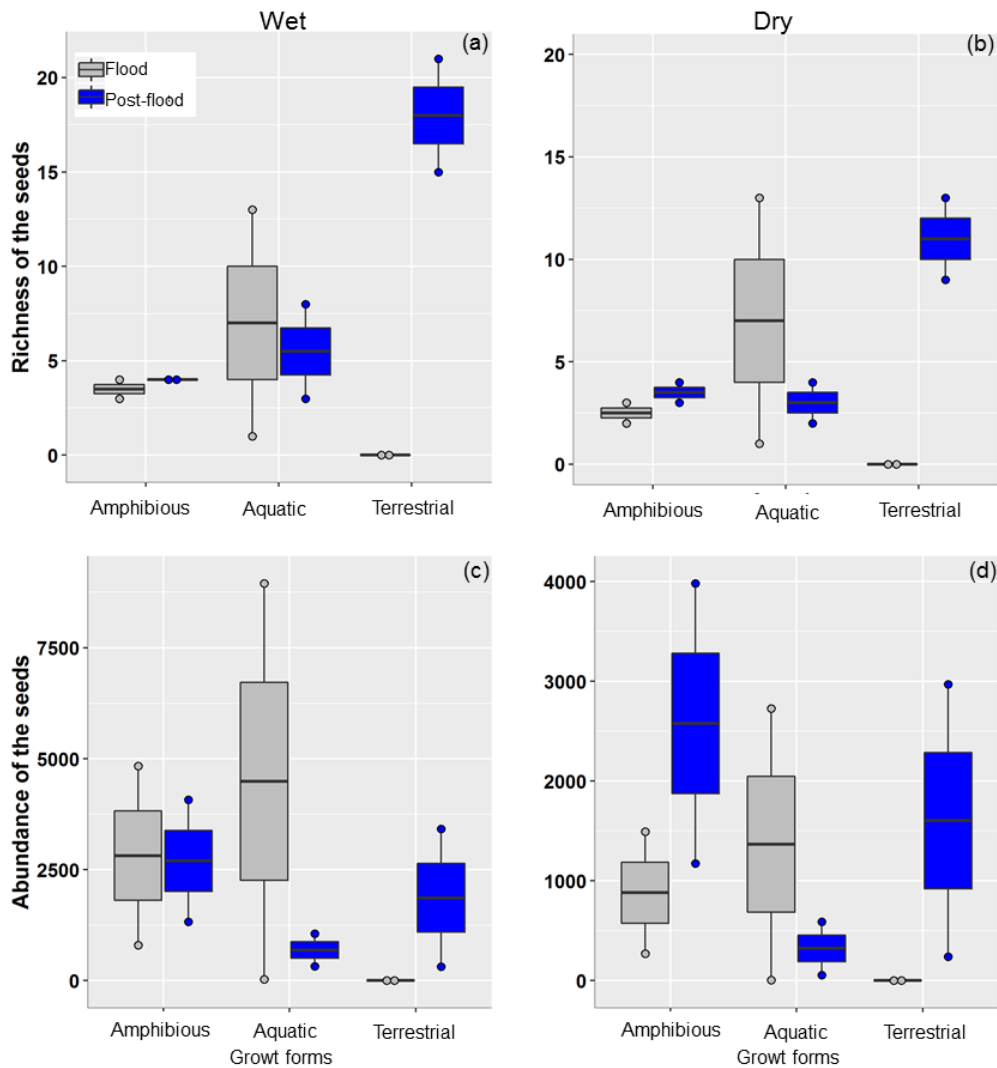 Wet
Dry
(a)
(b)
Flood
Post-flood
Richness of the seeds
20
15
10
5
0
20
15
10
5
0
Amphibious Aquatic Terrestrial
Amphibious Aquatic Terrestrial
(c)
(d)
Abundance of the seeds
7500
5000
2500
0
4000
3000
2000
1000
0
Amphibious Aquatic Terrestrial
Growt forms
Amphibious Aquatic Terrestrial
Growt forms